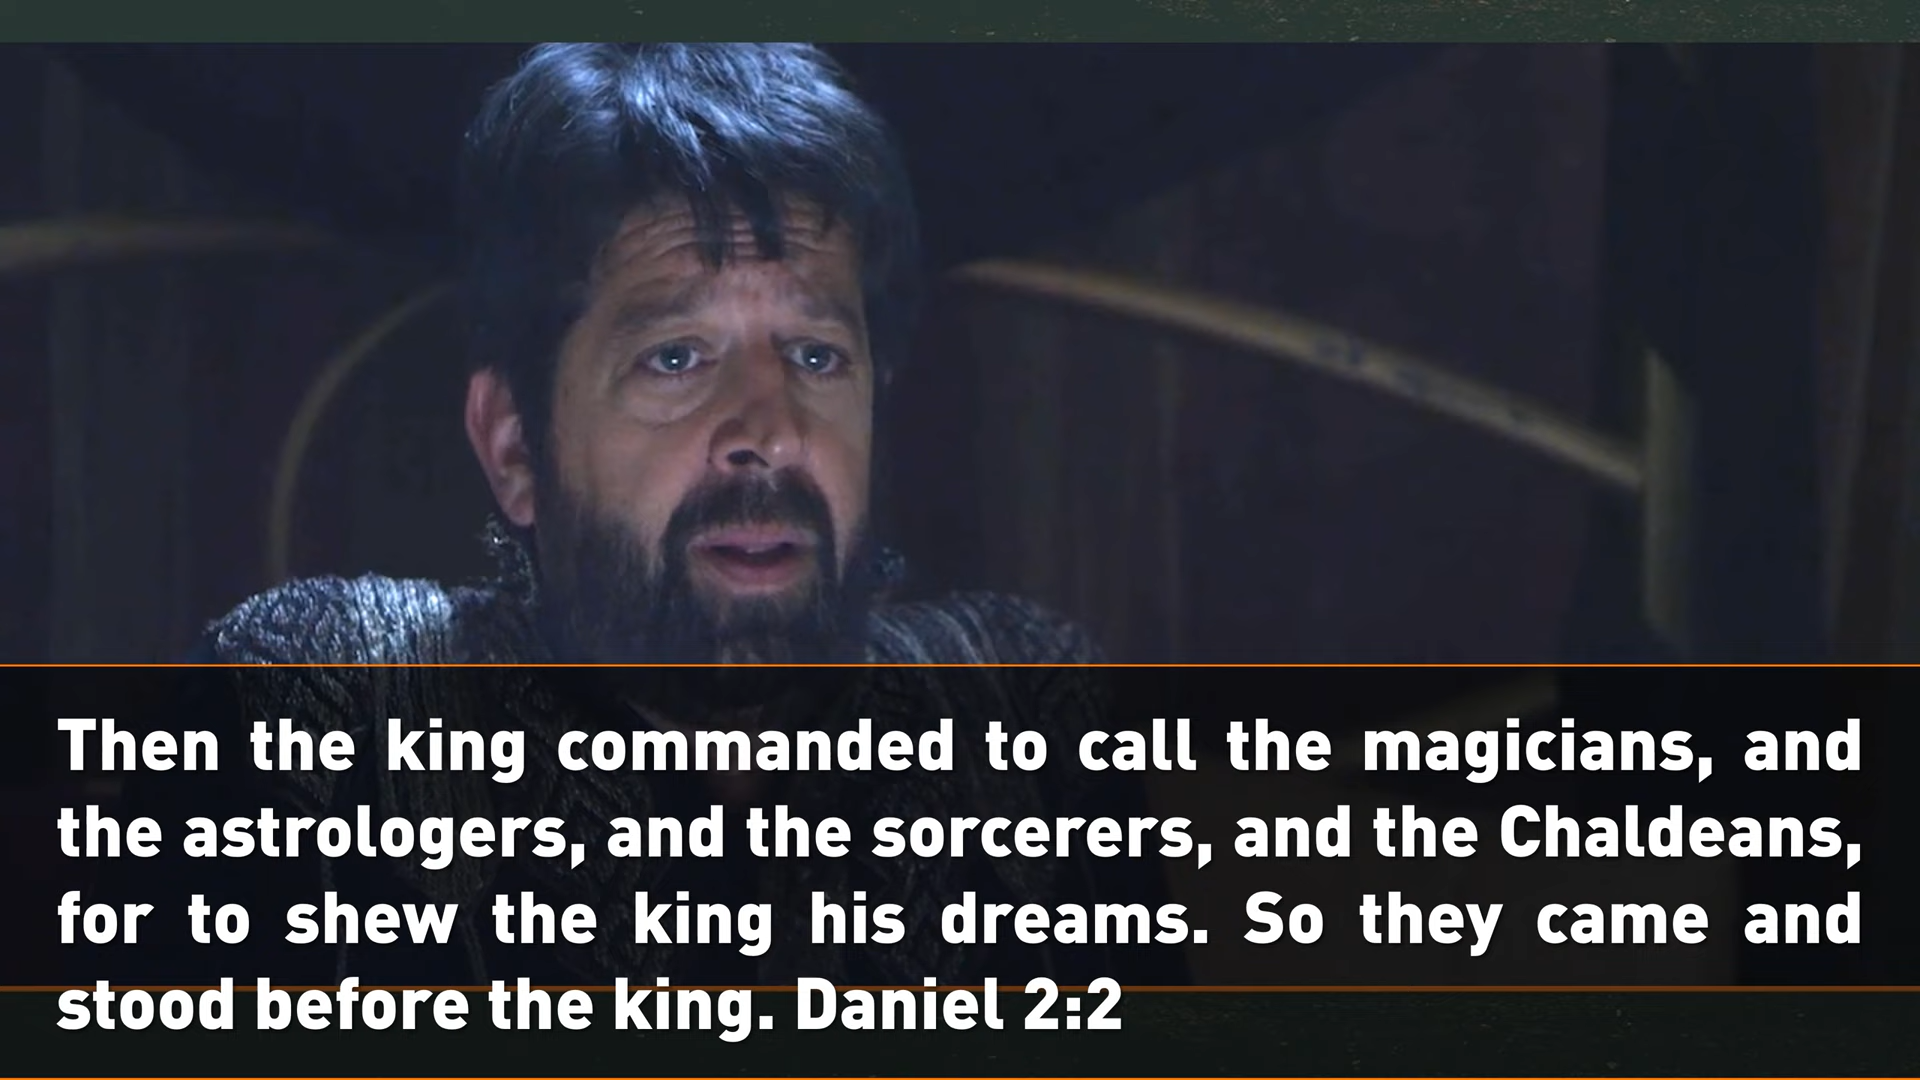 Then the king commanded to call the magicians, and
the astrologers, and the sorcerers, and the Chaldeans,
for to shew the king his dreams. So they came and
stood before the king. Daniel 2:2